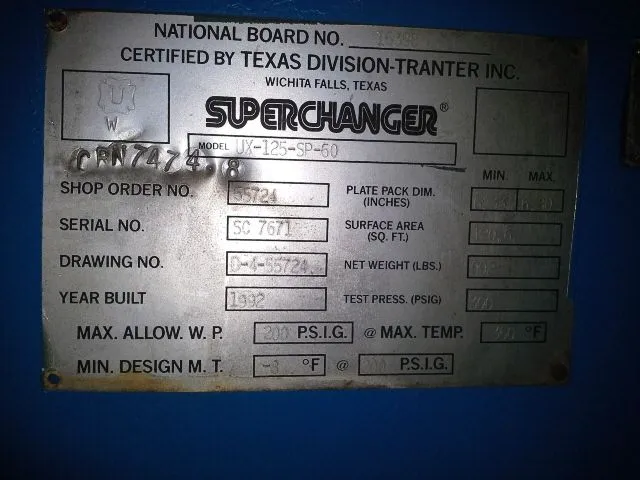 NATIONAL BOARD NO.
CERTIFIED BY TEXAS DIVISION-TRANTER INC.
WICHITA FALLS, TEXAS
U
W
SUPERCHANGER®
MODEL UX-125-SP-60
CRN7474.8
SHOP ORDER NO. 55724
PLATE PACK DIM. (INCHES) MIN. MAX.
SERIAL NO. SC 7671
SURFACE AREA (SQ. FT.)
DRAWING NO. D-4-55724
NET WEIGHT (LBS.)
YEAR BUILT 1992
TEST PRESS. (PSIG) 300
MAX. ALLOW. W. P. 200 P.S.I.G. @ MAX. TEMP. °F
MIN. DESIGN M. T. °F @ P.S.I.G.